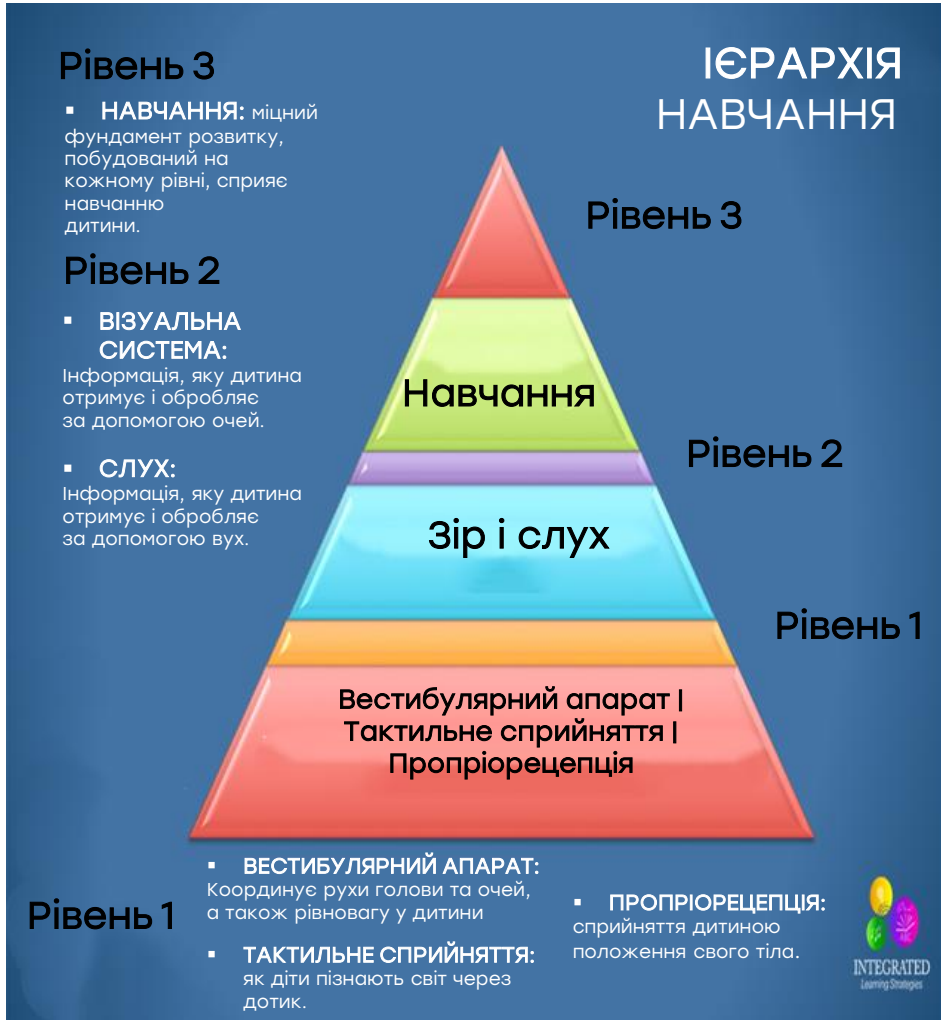 ІЄРАРХІЯ
НАВЧАННЯ
Рівень 3
▪ НАВЧАННЯ: міцний
фундамент розвитку,
побудований на
кожному рівні, сприяє
навчанню
дитини.
Рівень 2
▪ ВІЗУАЛЬНА
СИСТЕМА:
Інформація, яку дитина
отримує і обробляє
за допомогою очей.
▪ СЛУХ:
Інформація, яку дитина
отримує і обробляє
за допомогою вух.
Рівень 3
Навчання
Рівень 2
Зір і слух
Рівень 1
Вестибулярний апарат |
Тактильне сприйняття |
Пропріорецепція
Рівень 1
▪ ВЕСТИБУЛЯРНИЙ АПАРАТ:
Координує рухи голови та очей,
а також рівновагу у дитини
▪ ТАКТИЛЬНЕ СПРИЙНЯТТЯ:
як діти пізнають світ через
дотик.
▪ ПРОПРІОРЕЦЕПЦІЯ:
сприйняття дитиною
положення свого тіла.
INTEGRATED
Learning Strategies